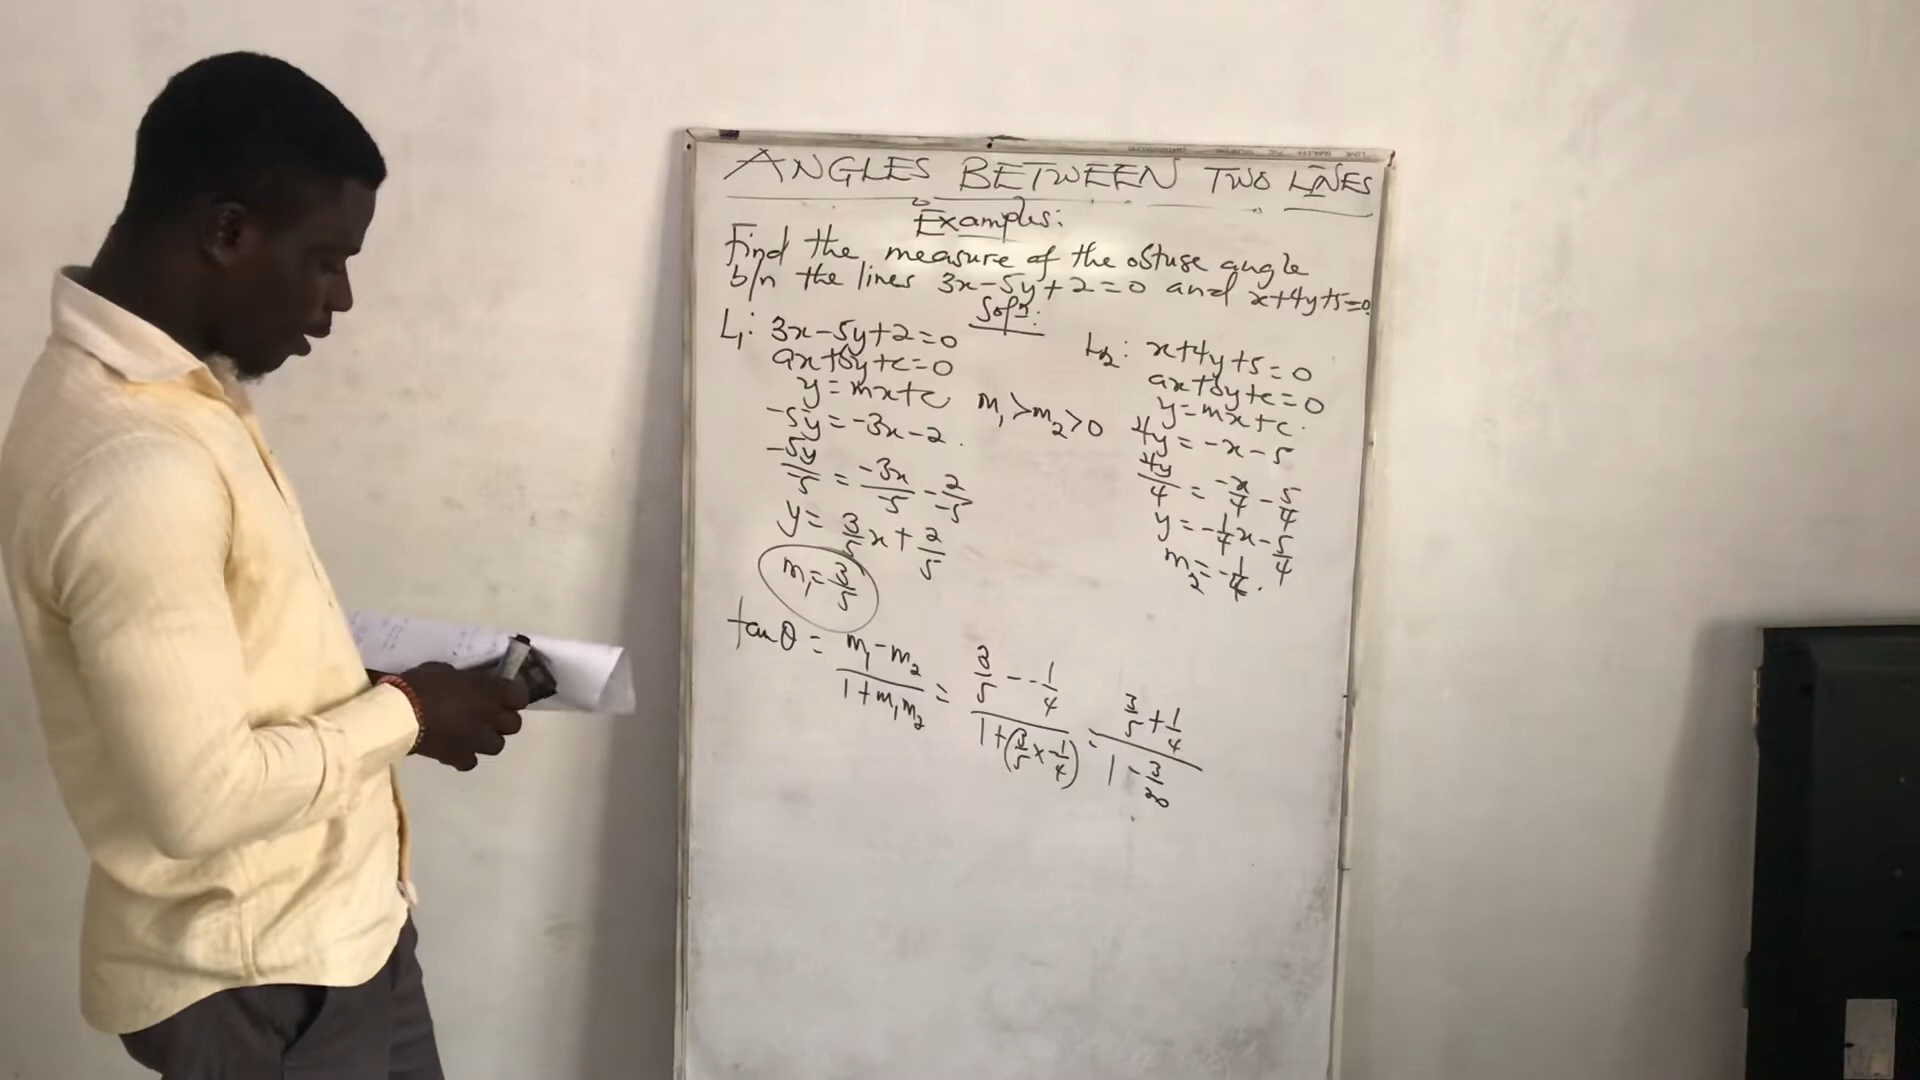 ANGLES BETWEEN TWO LINES
Examples:
Find the measure of the obtuse angle
b/n the lines 3x-5y+2=0 and x+4y+5=0
Solⁿ:
L₁: 3x-5y+2=0
ax+by+c=0
y=mx+c
-5y=-3x-2.
-5y/-5 = -3x/-5 - 2/-5
y= 3/5x + 2/5
m₁=3/5
m₁>m₂>0
L₂: x+4y+5=0
ax+by+c=0
y=mx+c.
4y=-x-5
4y/4 = -x/4 - 5/4
y=-1/4x-5/4
m₂=-1/4.
tanθ = m₁-m₂/1+m₁m₂ = 3/5--1/4/1+(3/5×-1/4) = 3/5+1/4/1-3/20